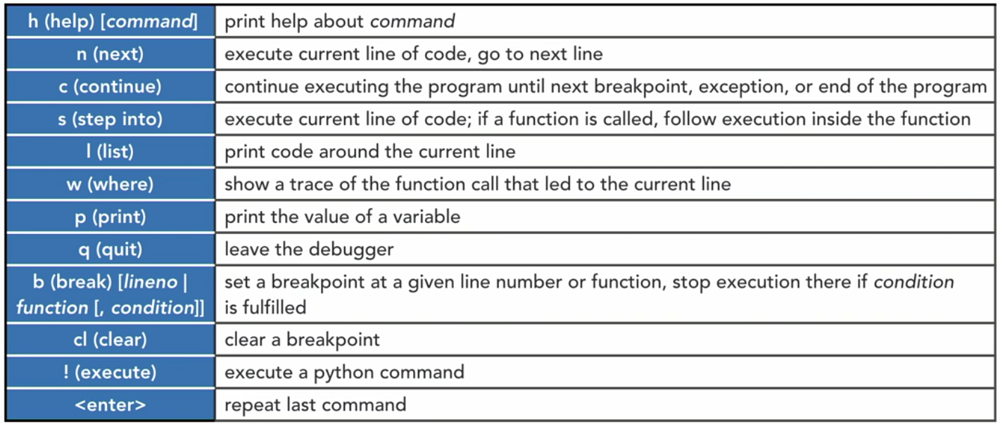 h (help) [command] print help about command
n (next) execute current line of code, go to next line
c (continue) continue executing the program until next breakpoint, exception, or end of the program
s (step into) execute current line of code; if a function is called, follow execution inside the function
l (list) print code around the current line
w (where) show a trace of the function call that led to the current line
p (print) print the value of a variable
q (quit) leave the debugger
b (break) [lineno | set a breakpoint at a given line number or function, stop execution there if condition
function [, condition]] is fulfilled
cl (clear) clear a breakpoint
! (execute) execute a python command
<enter> repeat last command